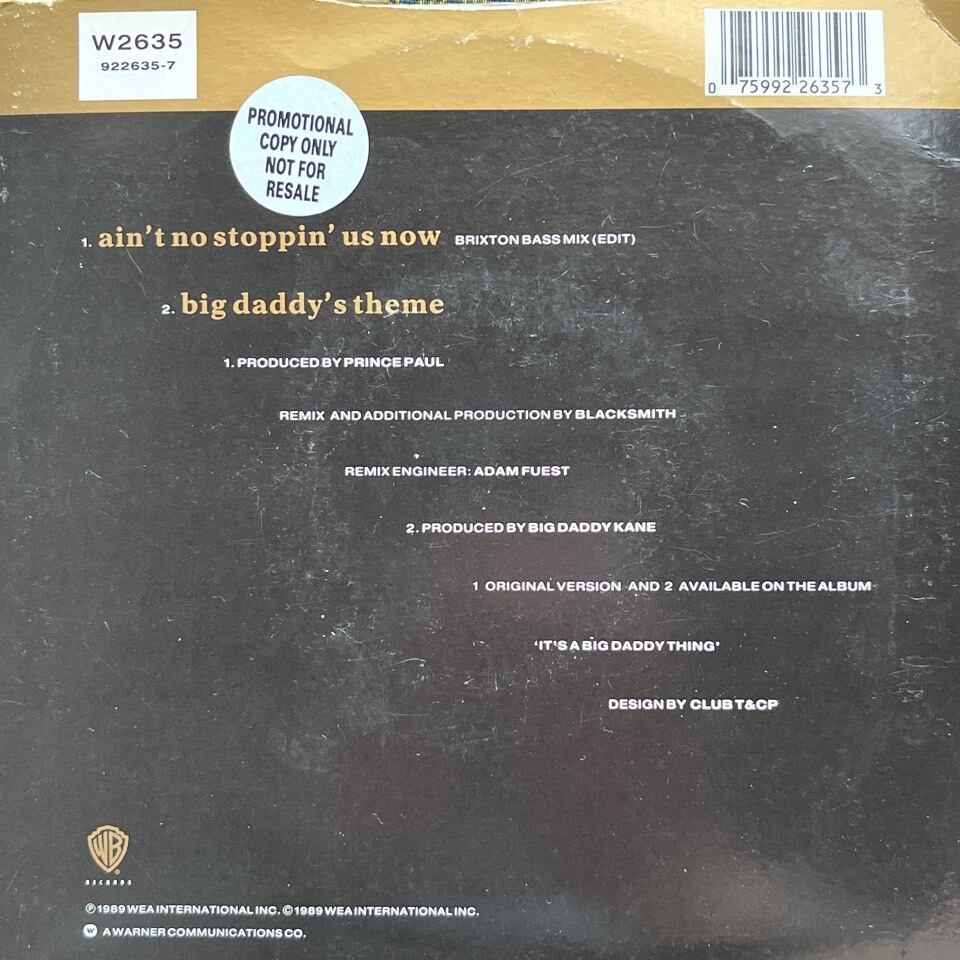 W2635
922635-7
0 75992 26357 3
PROMOTIONAL
COPY ONLY
NOT FOR
RESALE
1. ain't no stoppin' us now BRIXTON BASS MIX (EDIT)
2. big daddy's theme
1. PRODUCED BY PRINCE PAUL
REMIX AND ADDITIONAL PRODUCTION BY BLACKSMITH
REMIX ENGINEER: ADAM FUEST
2. PRODUCED BY BIG DADDY KANE
1 ORIGINAL VERSION AND 2 AVAILABLE ON THE ALBUM
'IT'S A BIG DADDY THING'
DESIGN BY CLUB T&CP
WB
RECORDS
℗1989 WEA INTERNATIONAL INC. ©1989 WEA INTERNATIONAL INC.
A WARNER COMMUNICATIONS CO.